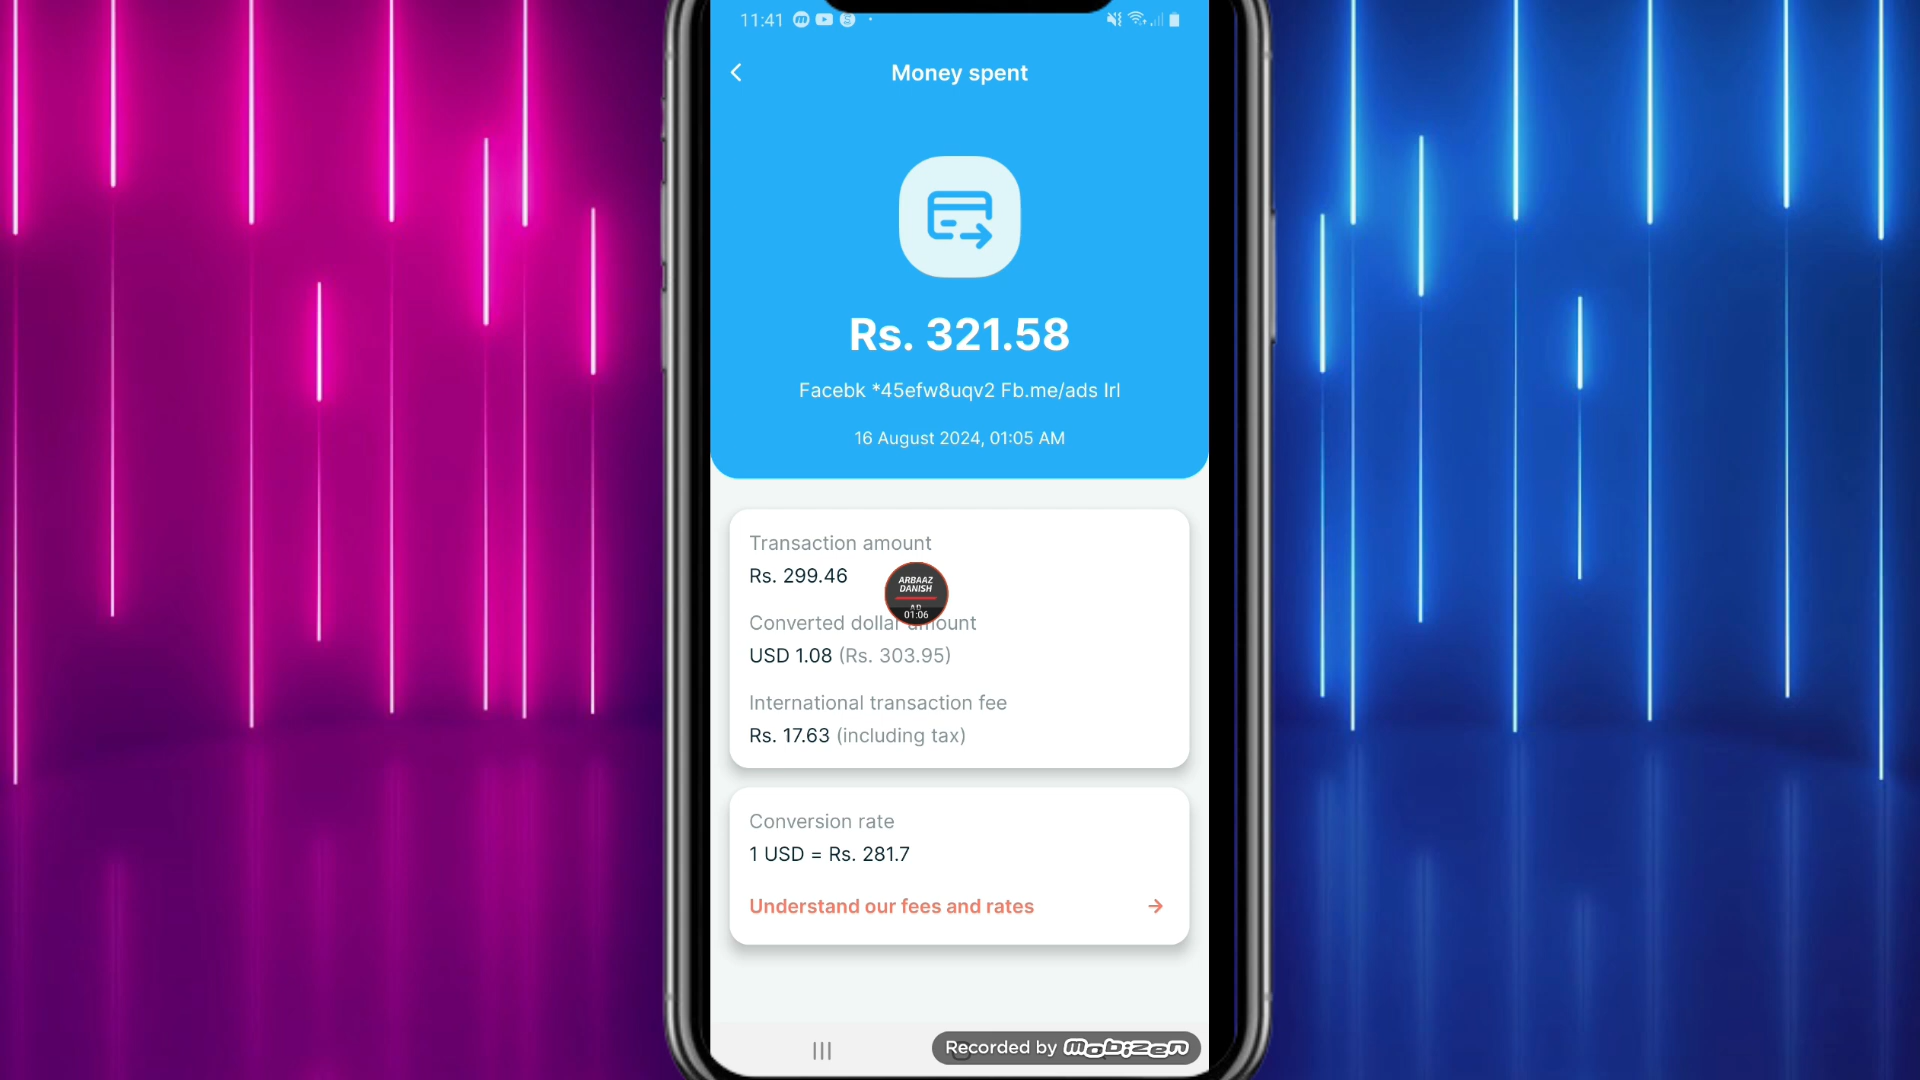 11:41
Money spent
Rs. 321.58
Facebk *45efw8uqv2 Fb.me/ads Irl
16 August 2024, 01:05 AM
Transaction amount
Rs. 299.46
ARBAAZ
DANISH
01:06
Converted dollar amount
USD 1.08 (Rs. 303.95)
International transaction fee
Rs. 17.63 (including tax)
Conversion rate
1 USD = Rs. 281.7
Understand our fees and rates
Recorded by mobizen